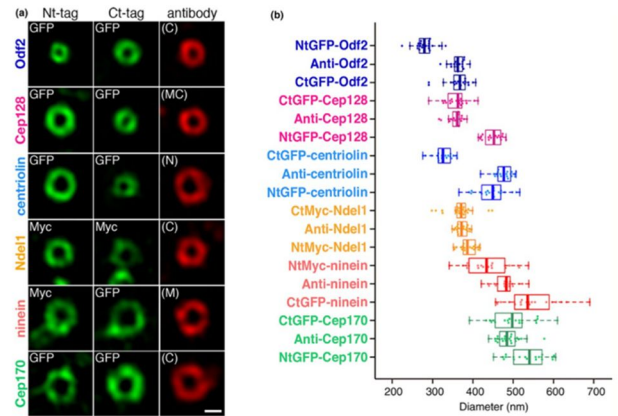 (a) Nt-tag Ct-tag antibody
Odf2 GFP GFP (C)
Cep128 GFP GFP (MC)
centriolin GFP GFP (N)
Ndel1 Myc Myc (C)
ninein Myc GFP (M)
Cep170 GFP GFP (C)
(b)
NtGFP-Odf2
Anti-Odf2
CtGFP-Odf2
CtGFP-Cep128
Anti-Cep128
NtGFP-Cep128
CtGFP-centriolin
Anti-centriolin
NtGFP-centriolin
CtMyc-Ndel1
Anti-Ndel1
NtMyc-Ndel1
NtMyc-ninein
Anti-ninein
CtGFP-ninein
CtGFP-Cep170
Anti-Cep170
NtGFP-Cep170
200 300 400 500 600
Diameter (nm)